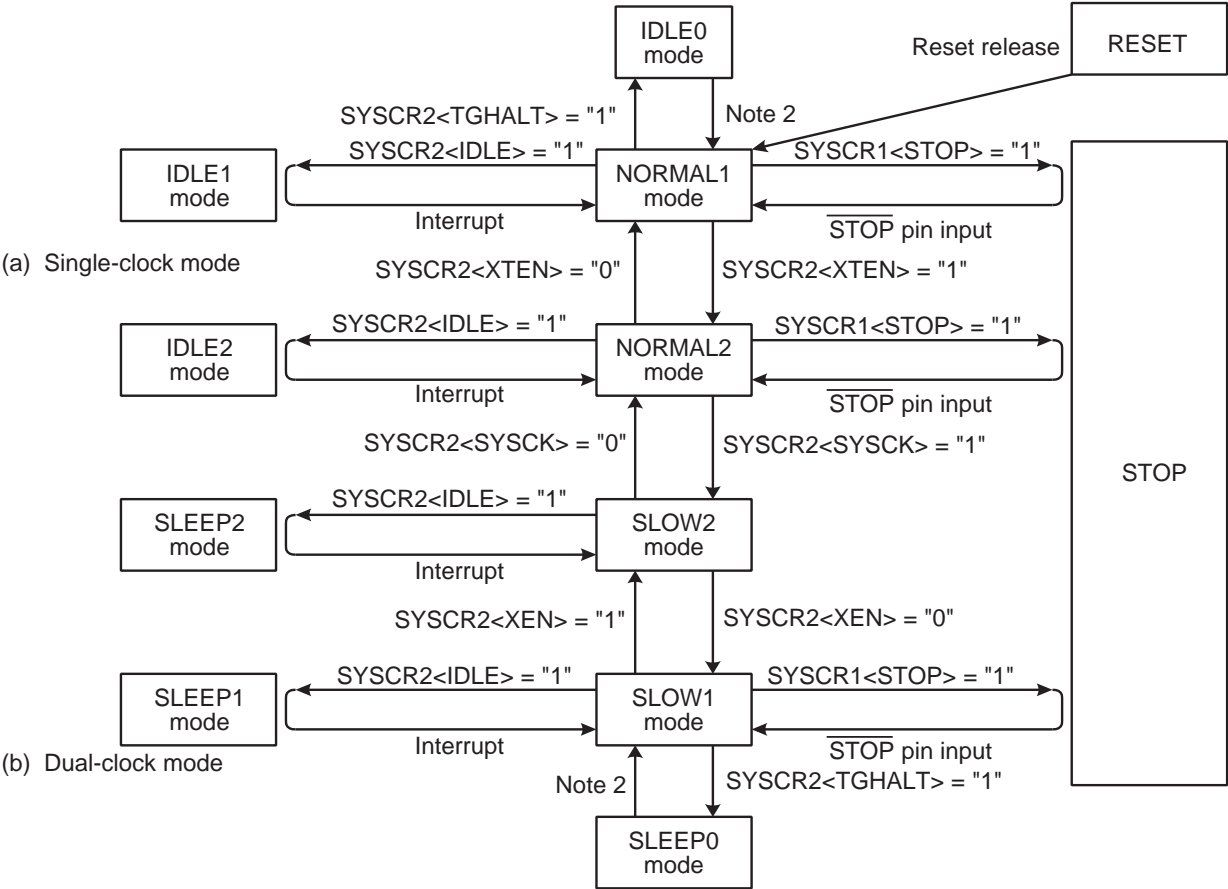 IDLE0
mode
Reset release
RESET
SYSCR2<TGHALT> = "1"
Note 2
IDLE1
mode
SYSCR2<IDLE> = "1"
NORMAL1
mode
SYSCR1<STOP> = "1"
Interrupt
STOP pin input
(a) Single-clock mode
SYSCR2<XTEN> = "0"
SYSCR2<XTEN> = "1"
IDLE2
mode
SYSCR2<IDLE> = "1"
NORMAL2
mode
SYSCR1<STOP> = "1"
Interrupt
STOP pin input
SYSCR2<SYSCK> = "0"
SYSCR2<SYSCK> = "1"
STOP
SLEEP2
mode
SYSCR2<IDLE> = "1"
SLOW2
mode
Interrupt
SYSCR2<XEN> = "1"
SYSCR2<XEN> = "0"
SLEEP1
mode
SYSCR2<IDLE> = "1"
SLOW1
mode
SYSCR1<STOP> = "1"
Interrupt
STOP pin input
(b) Dual-clock mode
Note 2
SYSCR2<TGHALT> = "1"
SLEEP0
mode